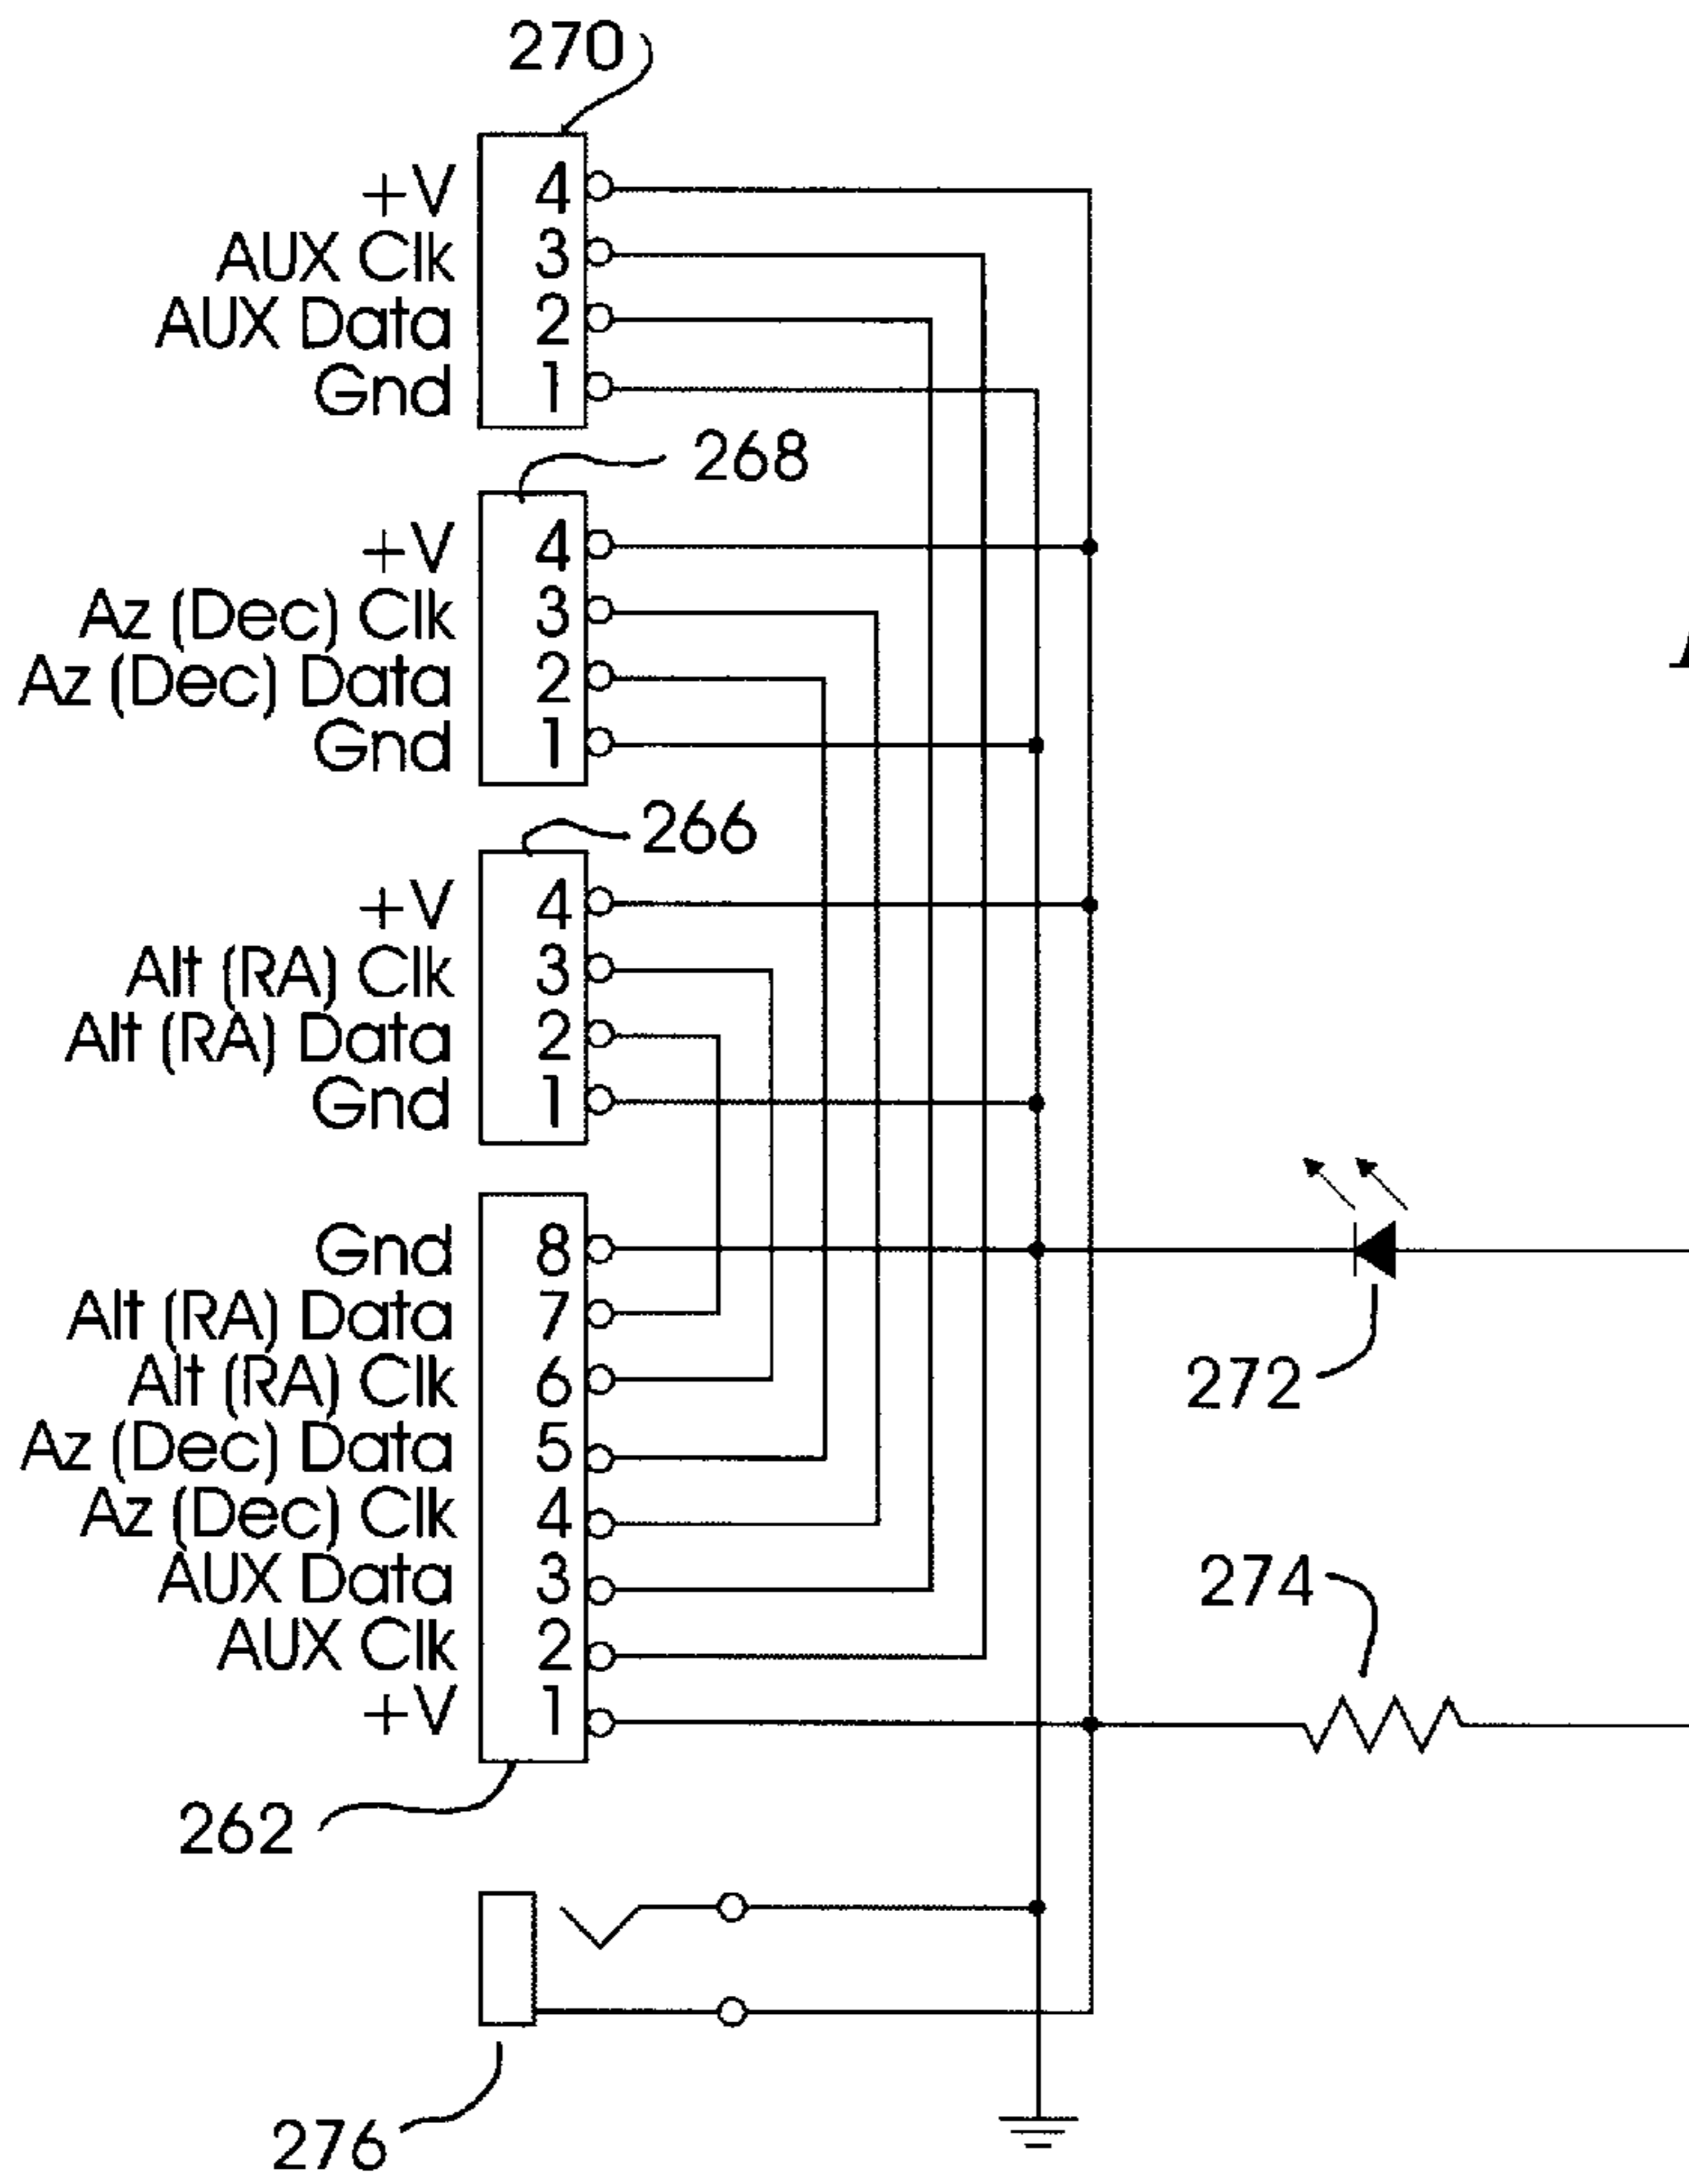 270
+V 4
AUX Clk 3
AUX Data 2
Gnd 1
268
+V 4
Az (Dec) Clk 3
Az (Dec) Data 2
Gnd 1
266
+V 4
Alt (RA) Clk 3
Alt (RA) Data 2
Gnd 1
Gnd 8
Alt (RA) Data 7
Alt (RA) Clk 6
Az (Dec) Data 5
Az (Dec) Clk 4
AUX Data 3
AUX Clk 2
+V 1
272
274
262
276